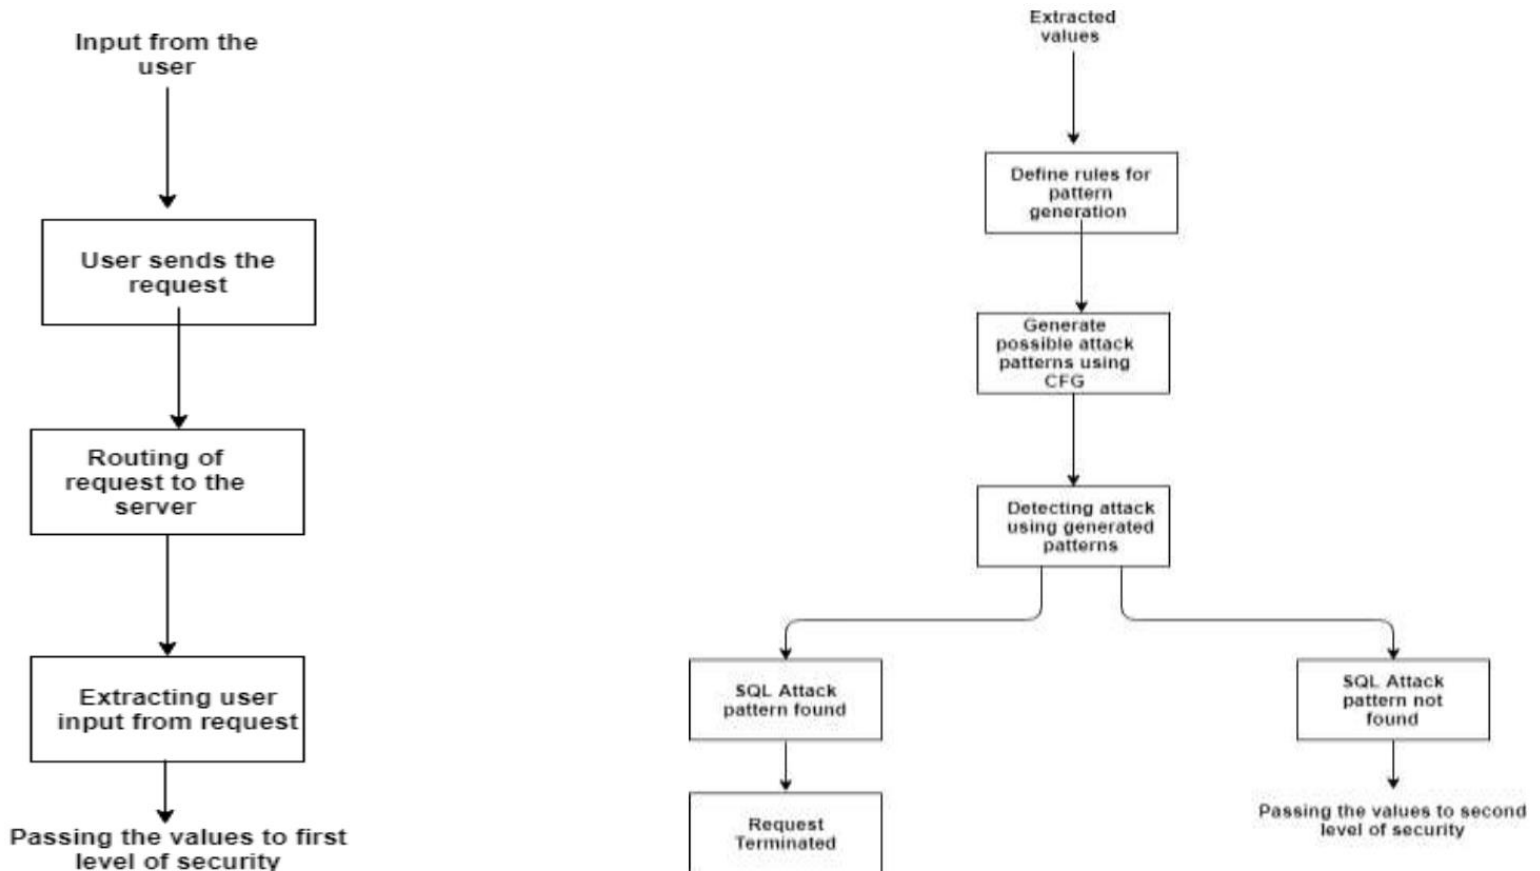 Input from the
user
User sends the
request
Routing of
request to the
server
Extracting user
input from request
Passing the values to first
level of security
Extracted
values
Define rules for
pattern
generation
Generate
possible attack
patterns using
CFG
Detecting attack
using generated
patterns
SQL Attack
pattern found
Request
Terminated
SQL Attack
pattern not
found
Passing the values to second
level of security